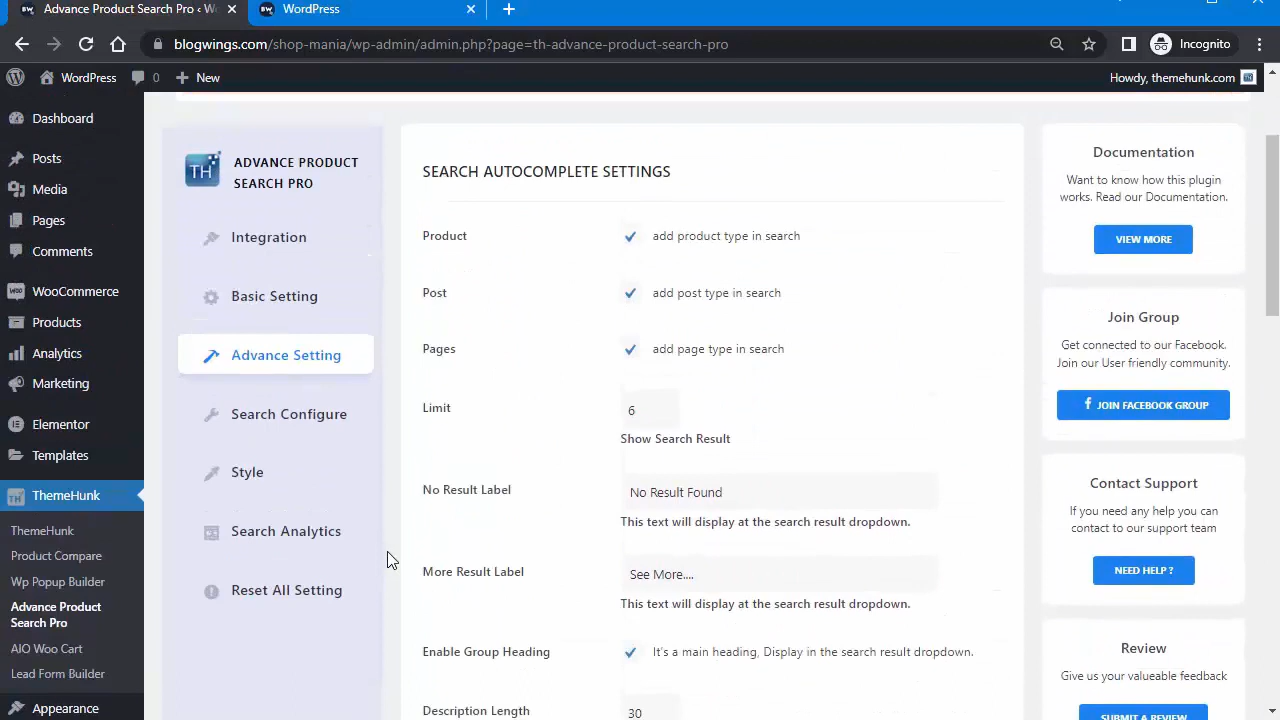 Advance Product Search Pro ‹ W
WordPress
blogwings.com/shop-mania/wp-admin/admin.php?page=th-advance-product-search-pro
Incognito
WordPress
0
New
Howdy, themehunk.com
Dashboard
Posts
Media
Pages
Comments
WooCommerce
Products
Analytics
Marketing
Elementor
Templates
ThemeHunk
ThemeHunk
Product Compare
Wp Popup Builder
Advance Product
Search Pro
AIO Woo Cart
Lead Form Builder
Appearance
TH
ADVANCE PRODUCT
SEARCH PRO
Integration
Basic Setting
Advance Setting
Search Configure
Style
Search Analytics
Reset All Setting
SEARCH AUTOCOMPLETE SETTINGS
Product
add product type in search
Post
add post type in search
Pages
add page type in search
Limit
6
Show Search Result
No Result Label
No Result Found
This text will display at the search result dropdown.
More Result Label
See More....
This text will display at the search result dropdown.
Enable Group Heading
It's a main heading, Display in the search result dropdown.
Description Length
30
Documentation
Want to know how this plugin
works. Read our Documentation.
VIEW MORE
Join Group
Get connected to our Facebook.
Join our User friendly community.
JOIN FACEBOOK GROUP
Contact Support
If you need any help you can
contact to our support team
NEED HELP ?
Review
Give us your valueable feedback
SUBMIT A REVIEW